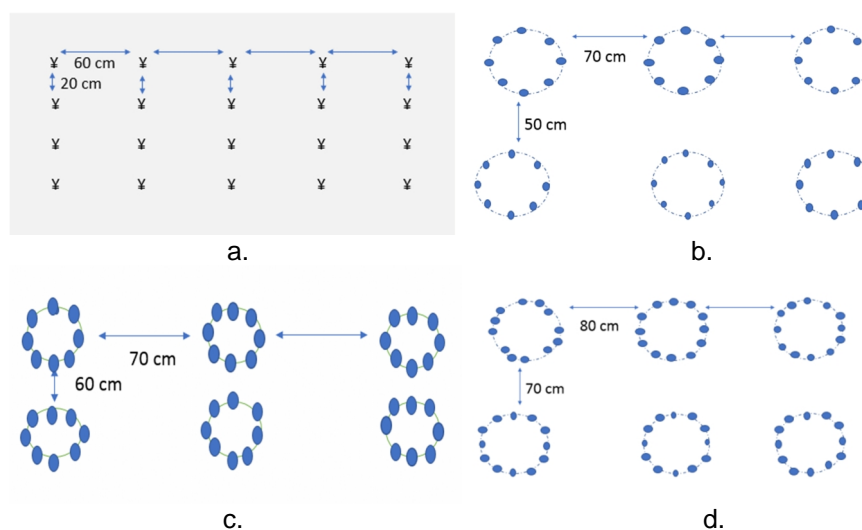 60 cm
¥ ¥ ¥ ¥ ¥
20 cm
¥ ¥ ¥ ¥ ¥
¥ ¥ ¥ ¥ ¥
¥ ¥ ¥ ¥ ¥
a.
70 cm
50 cm
b.
70 cm
60 cm
c.
80 cm
70 cm
d.